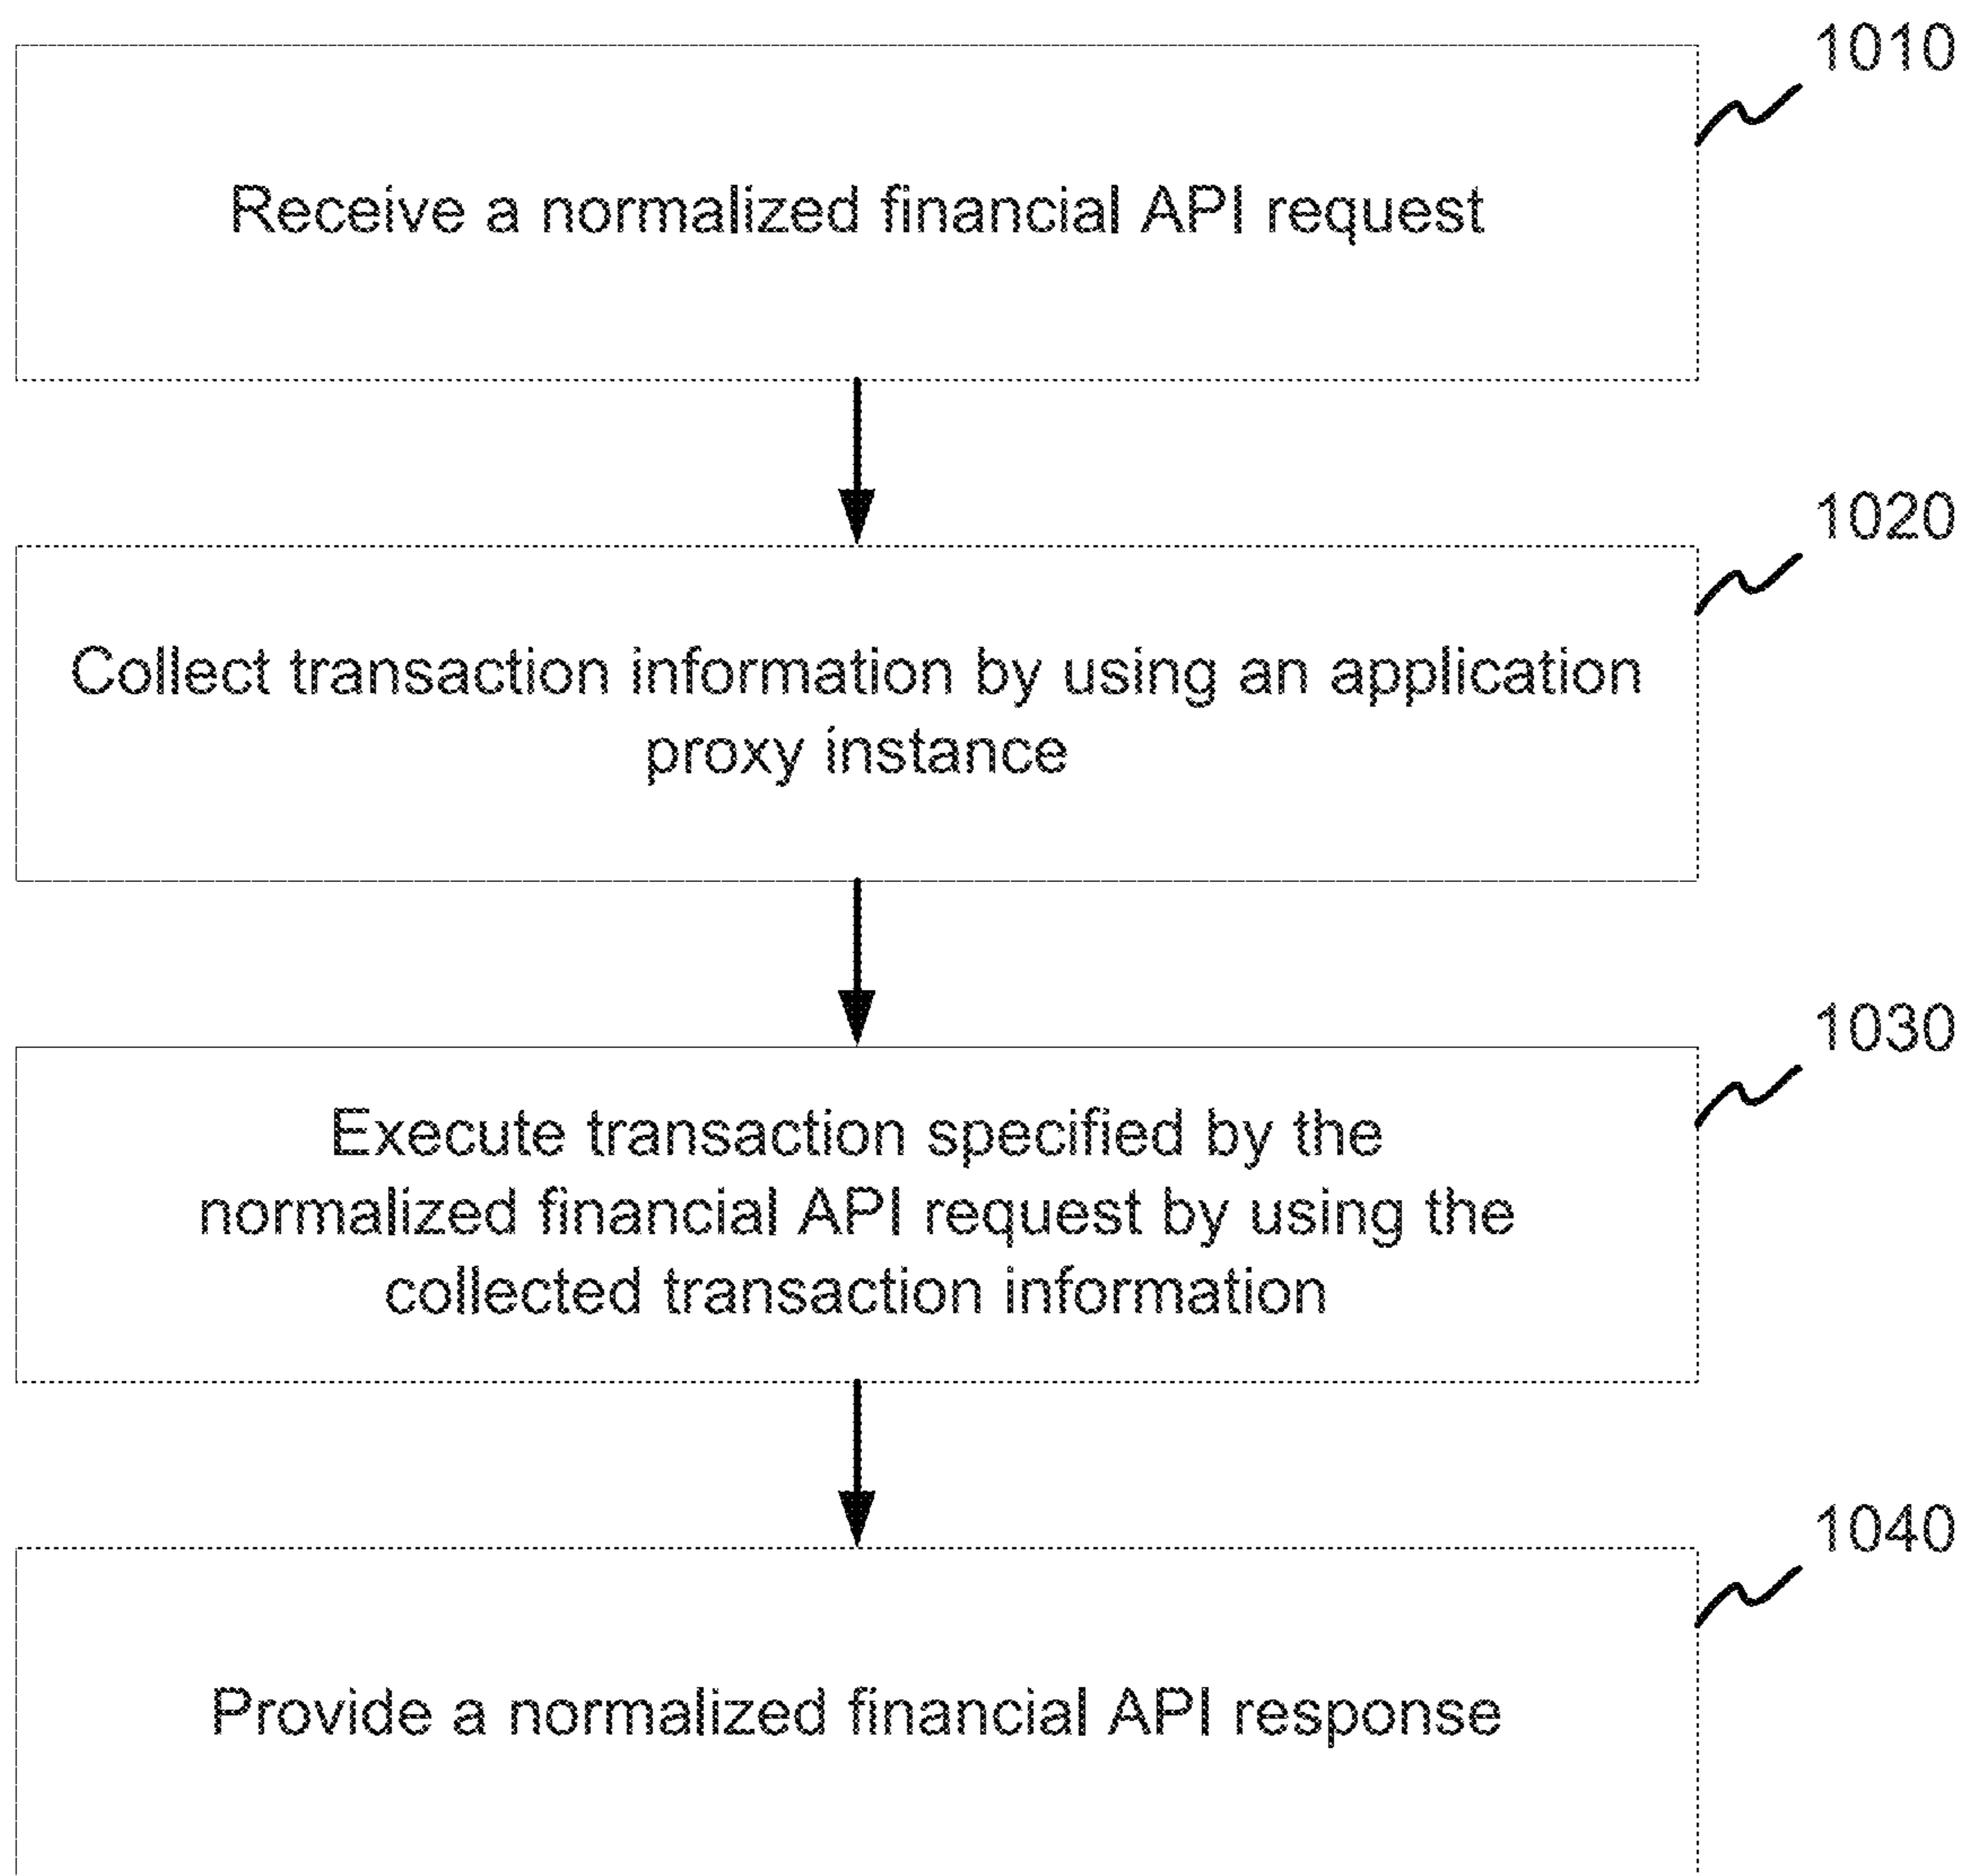 1010
Receive a normalized financial API request
1020
Collect transaction information by using an application
proxy instance
1030
Execute transaction specified by the
normalized financial API request by using the
collected transaction information
1040
Provide a normalized financial API response